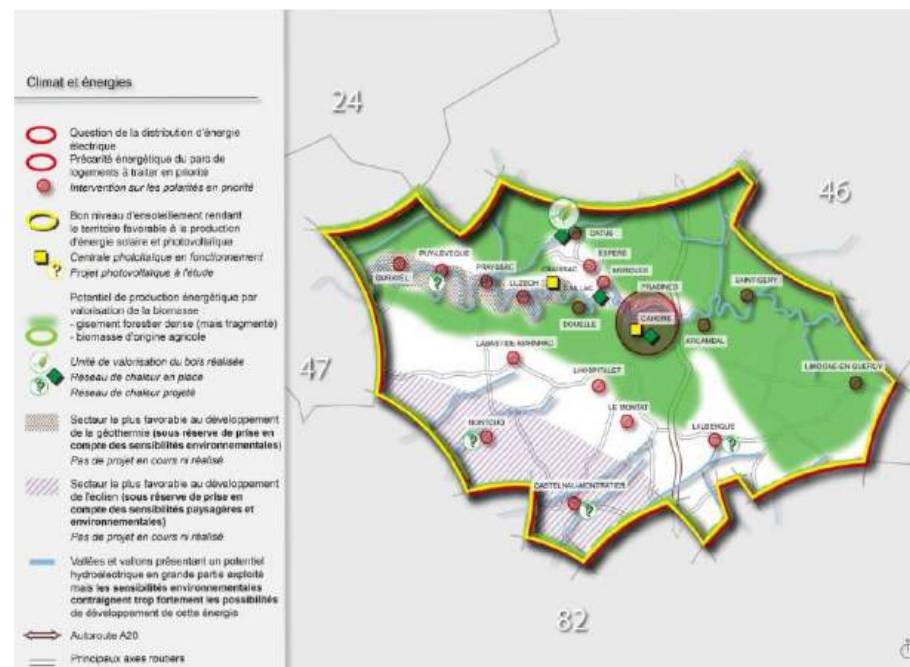 Climat et énergies
Question de la distribution d'énergie
électrique
Précarité énergétique du parc de
logements à traiter en priorité
Intervention sur les polarités en priorité
Bon niveau d'ensoleillement rendant
le territoire favorable à la production
d'énergie solaire et photovoltaïque
Centrale photoltaïque en fonctionnement
? Projet photovoltaïque à l'étude
Potentiel de production énergétique par
valorisation de la biomasse
- gisement forestier dense (mais fragmenté)
- biomasse d'origine agricole
Unité de valorisation du bois réalisée
Réseau de chaleur en place
? Réseau de chaleur projeté
Secteur le plus favorable au développement
de la géothermie (sous réserve de prise en
compte des sensibilités environnementales)
Pas de projet en cours ni réalisé
Secteur le plus favorable au développement
de l'éolien (sous réserve de prise en
compte des sensibilités paysagères et
environnementales)
Pas de projet en cours ni réalisé
Vallées et vallons présentant un potentiel
hydroélectrique en grande partie exploité
mais les sensibilités environnementales
contraignent trop fortement les possibilités
de développement de cette énergie
Autoroute A20
Principaux axes routiers
24
46
47
82
CATUS
ESPERE
MERCUES
PUY-L'EVEQUE
DURAVEL
?
PRAYSSAC
LUZECH
CRAISSAC
CAILLAC
DOUELLE
PRADINES
CAHORS
ARCAMBAL
SAINT-GERY
LIMOGNE-EN-QUERCY
LABASTIDE-MARNHAC
LHOSPITALET
LE MONTAT
LALBENQUE
?
MONTCUQ
?
CASTELNAU-MONTRATIER
?